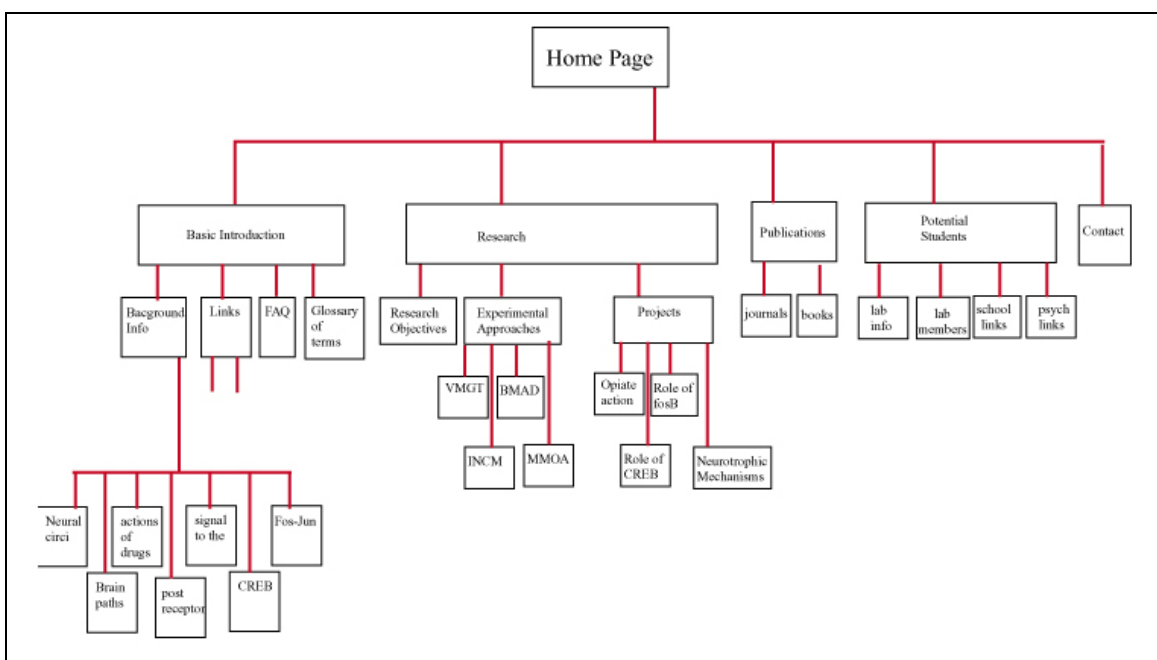 Home Page
Basic Introduction
Research
Publications
Potential
Students
Contact
Bacground
Info
Links
FAQ
Glossary
of
terms
Research
Objectives
Experimental
Approaches
Projects
journals
books
lab
info
lab
members
school
links
psych
links
VMGT
BMAD
INCM
MMOA
Opiate
action
Role of
fosB
Role of
CREB
Neurotrophic
Mechanisms
Neural
circi
actions
of
drugs
signal
to the
Fos-Jun
Brain
paths
post
receptor
CREB